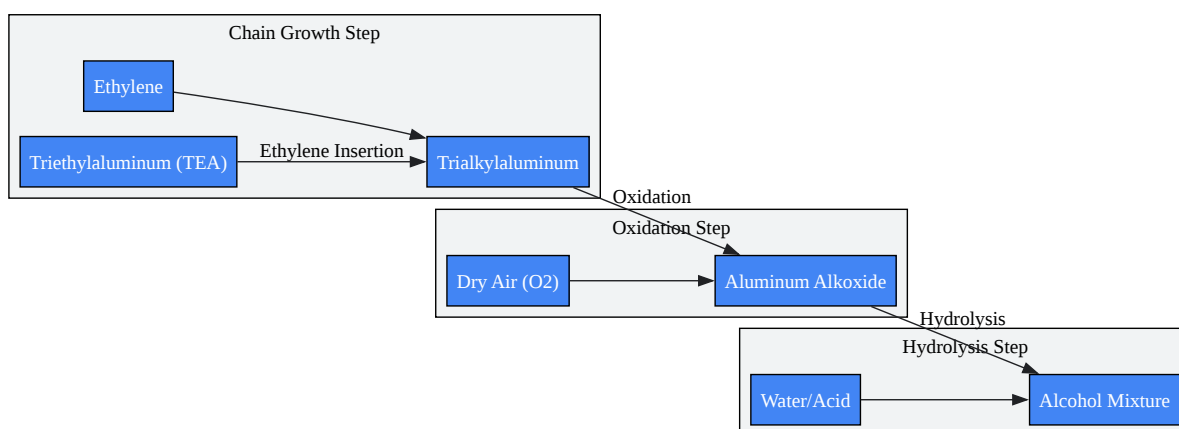 Chain Growth Step
Ethylene
Triethylaluminum (TEA)
Ethylene Insertion
Trialkylaluminum
Oxidation
Oxidation Step
Dry Air (O2)
Aluminum Alkoxide
Hydrolysis
Hydrolysis Step
Water/Acid
Alcohol Mixture